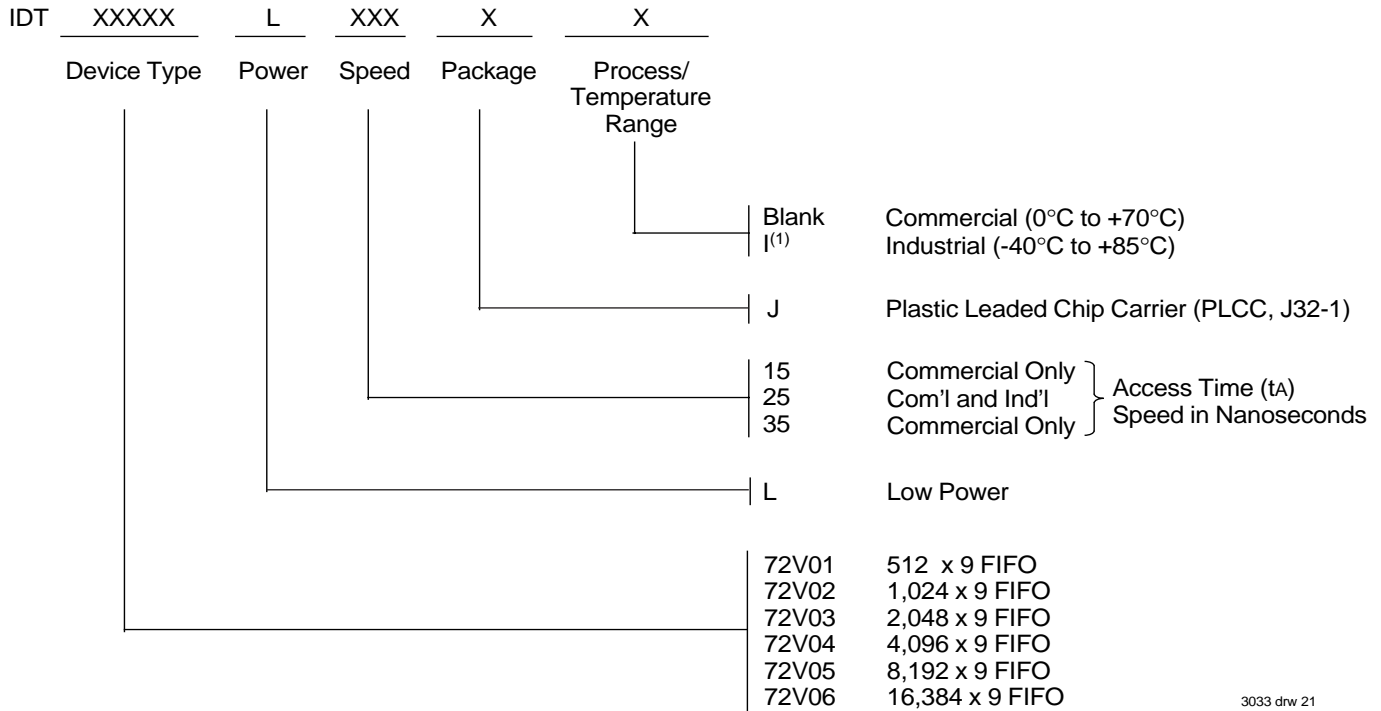 IDT XXXXX L XXX X X
Device Type Power Speed Package Process/
Temperature
Range
Blank Commercial (0°C to +70°C)
I(1) Industrial (-40°C to +85°C)
J Plastic Leaded Chip Carrier (PLCC, J32-1)
15 Commercial Only
25 Com’l and Ind’l
35 Commercial Only
Access Time (tA)
Speed in Nanoseconds
L Low Power
72V01 512 x 9 FIFO
72V02 1,024 x 9 FIFO
72V03 2,048 x 9 FIFO
72V04 4,096 x 9 FIFO
72V05 8,192 x 9 FIFO
72V06 16,384 x 9 FIFO
3033 drw 21